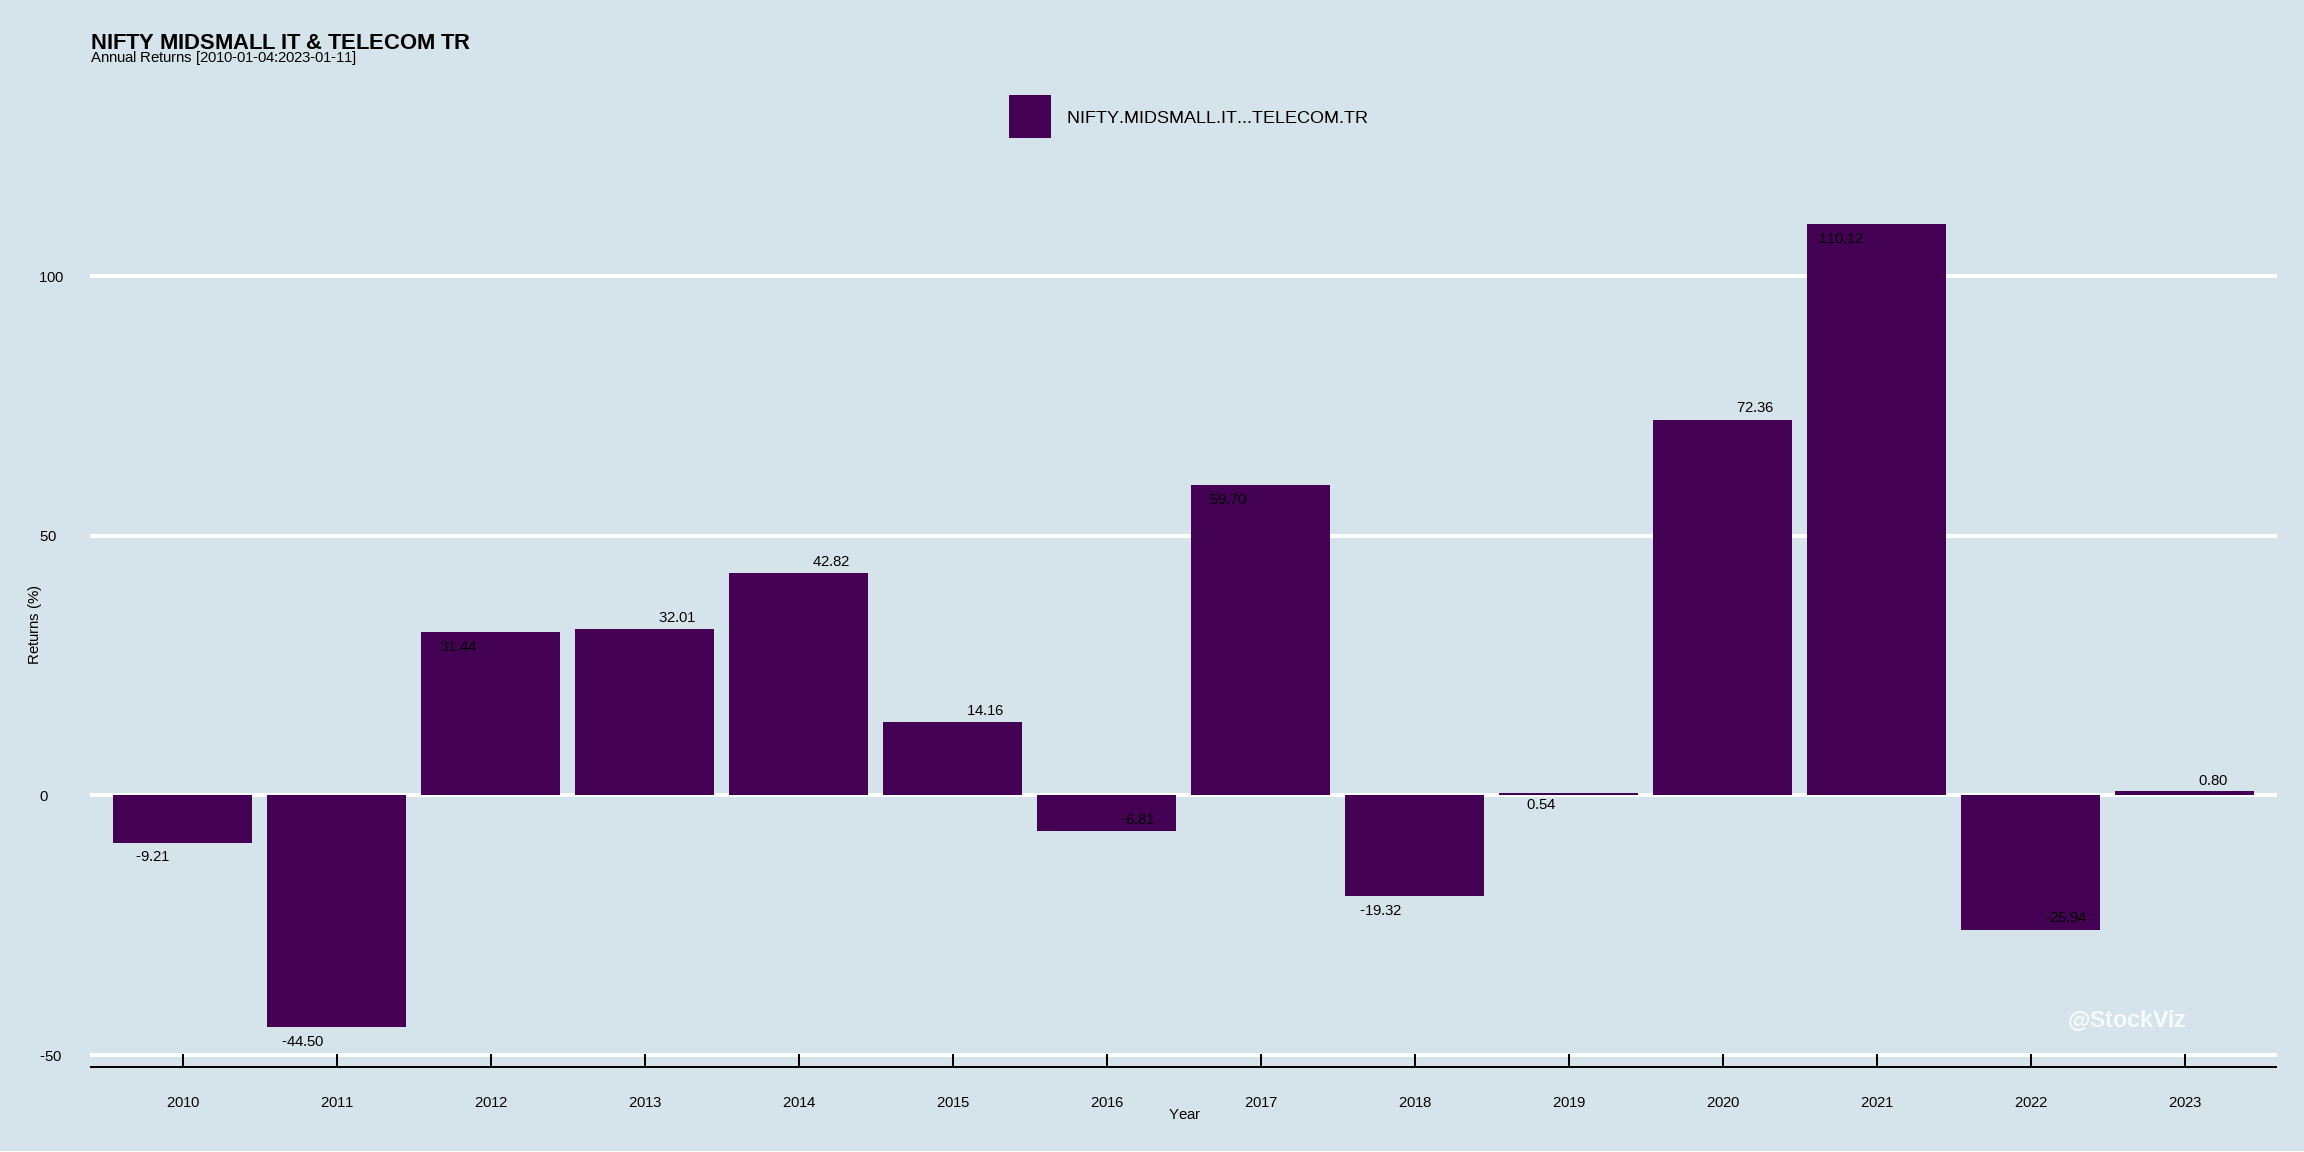 NIFTY MIDSMALL IT & TELECOM TR
Annual Returns [2010-01-04:2023-01-11]
NIFTY.MIDSMALL.IT...TELECOM.TR
110.12
100
72.36
59.70
50
42.82
32.01
31.44
14.16
0.80
0
0.54
-6.81
-9.21
-19.32
-25.94
-44.50
-50
Returns (%)
@StockViz
2010 2011 2012 2013 2014 2015 2016 2017 2018 2019 2020 2021 2022 2023
Year